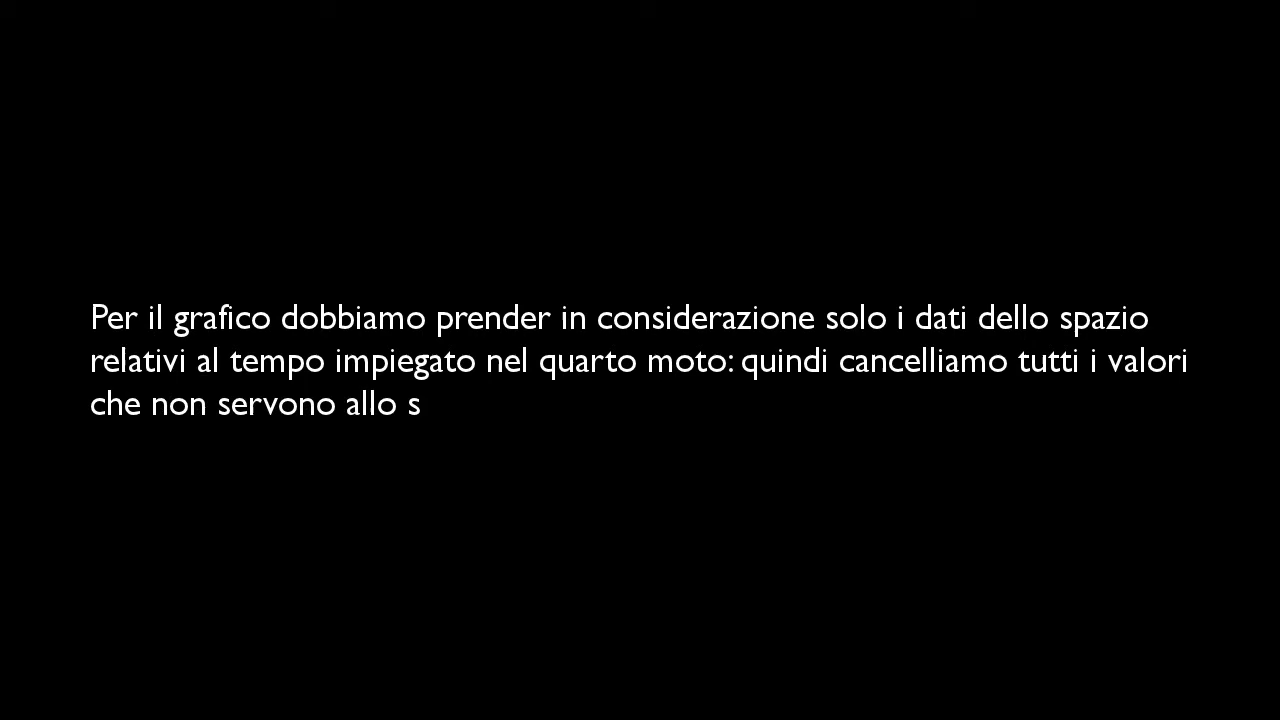 Per il grafico dobbiamo prender in considerazione solo i dati dello spazio
relativi al tempo impiegato nel quarto moto: quindi cancelliamo tutti i valori
che non servono allo s